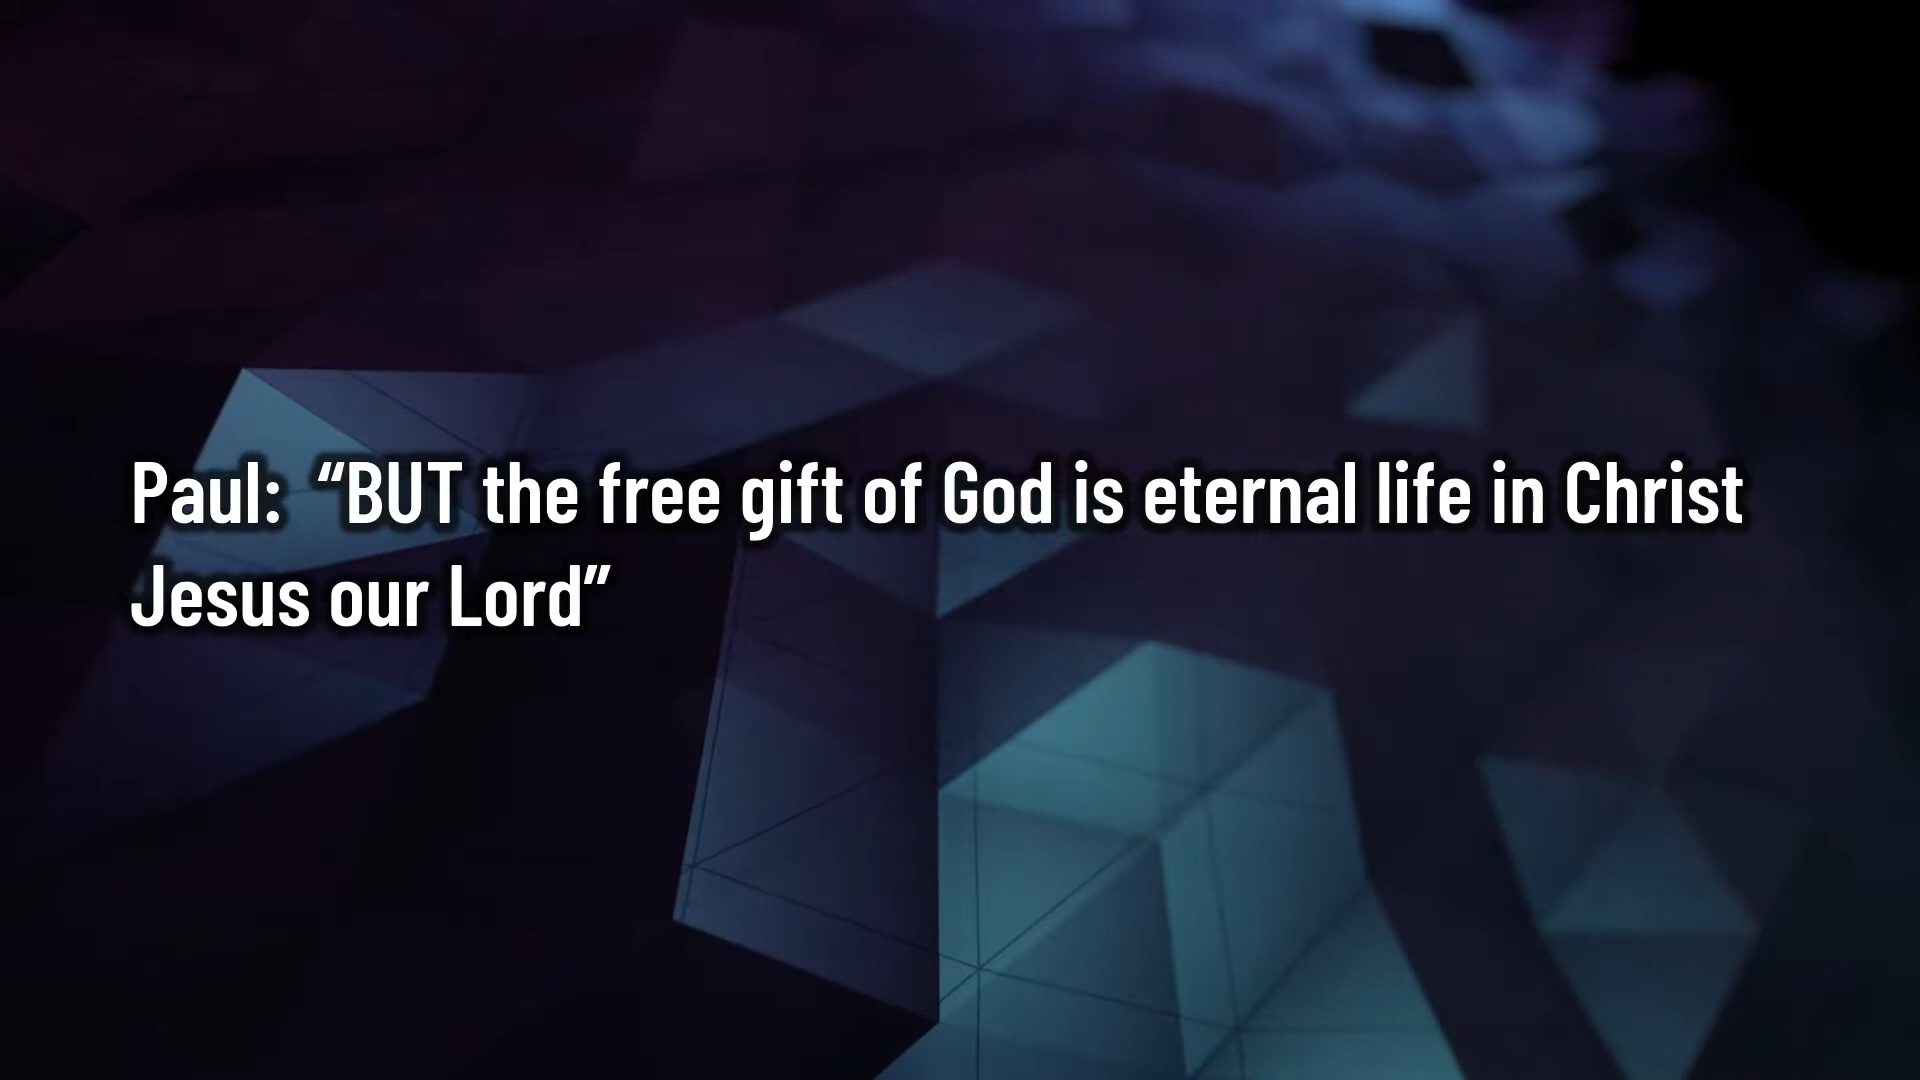 Paul:  “BUT the free gift of God is eternal life in Christ
Jesus our Lord”